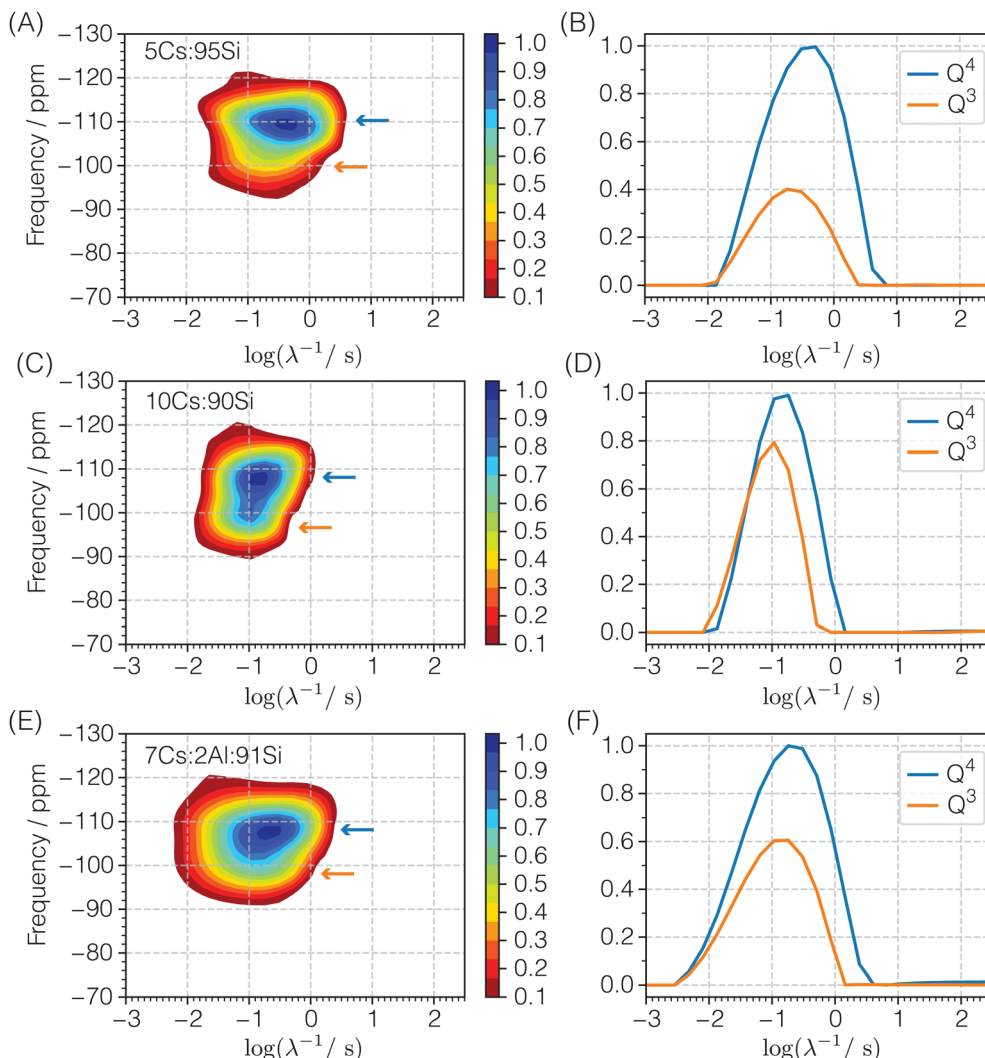 (A)
5Cs:95Si
Frequency / ppm
−130
−120
−110
−100
−90
−80
−70
−3 −2 −1 0 1 2
log(λ⁻¹/ s)
1.0
0.9
0.8
0.7
0.6
0.5
0.4
0.3
0.2
0.1
(B)
Q⁴
Q³
1.0
0.8
0.6
0.4
0.2
0.0
−3 −2 −1 0 1 2
log(λ⁻¹/ s)
(C)
10Cs:90Si
Frequency / ppm
−130
−120
−110
−100
−90
−80
−70
−3 −2 −1 0 1 2
log(λ⁻¹/ s)
1.0
0.9
0.8
0.7
0.6
0.5
0.4
0.3
0.2
0.1
(D)
Q⁴
Q³
1.0
0.8
0.6
0.4
0.2
0.0
−3 −2 −1 0 1 2
log(λ⁻¹/ s)
(E)
7Cs:2Al:91Si
Frequency / ppm
−130
−120
−110
−100
−90
−80
−70
−3 −2 −1 0 1 2
log(λ⁻¹/ s)
1.0
0.9
0.8
0.7
0.6
0.5
0.4
0.3
0.2
0.1
(F)
Q⁴
Q³
1.0
0.8
0.6
0.4
0.2
0.0
−3 −2 −1 0 1 2
log(λ⁻¹/ s)